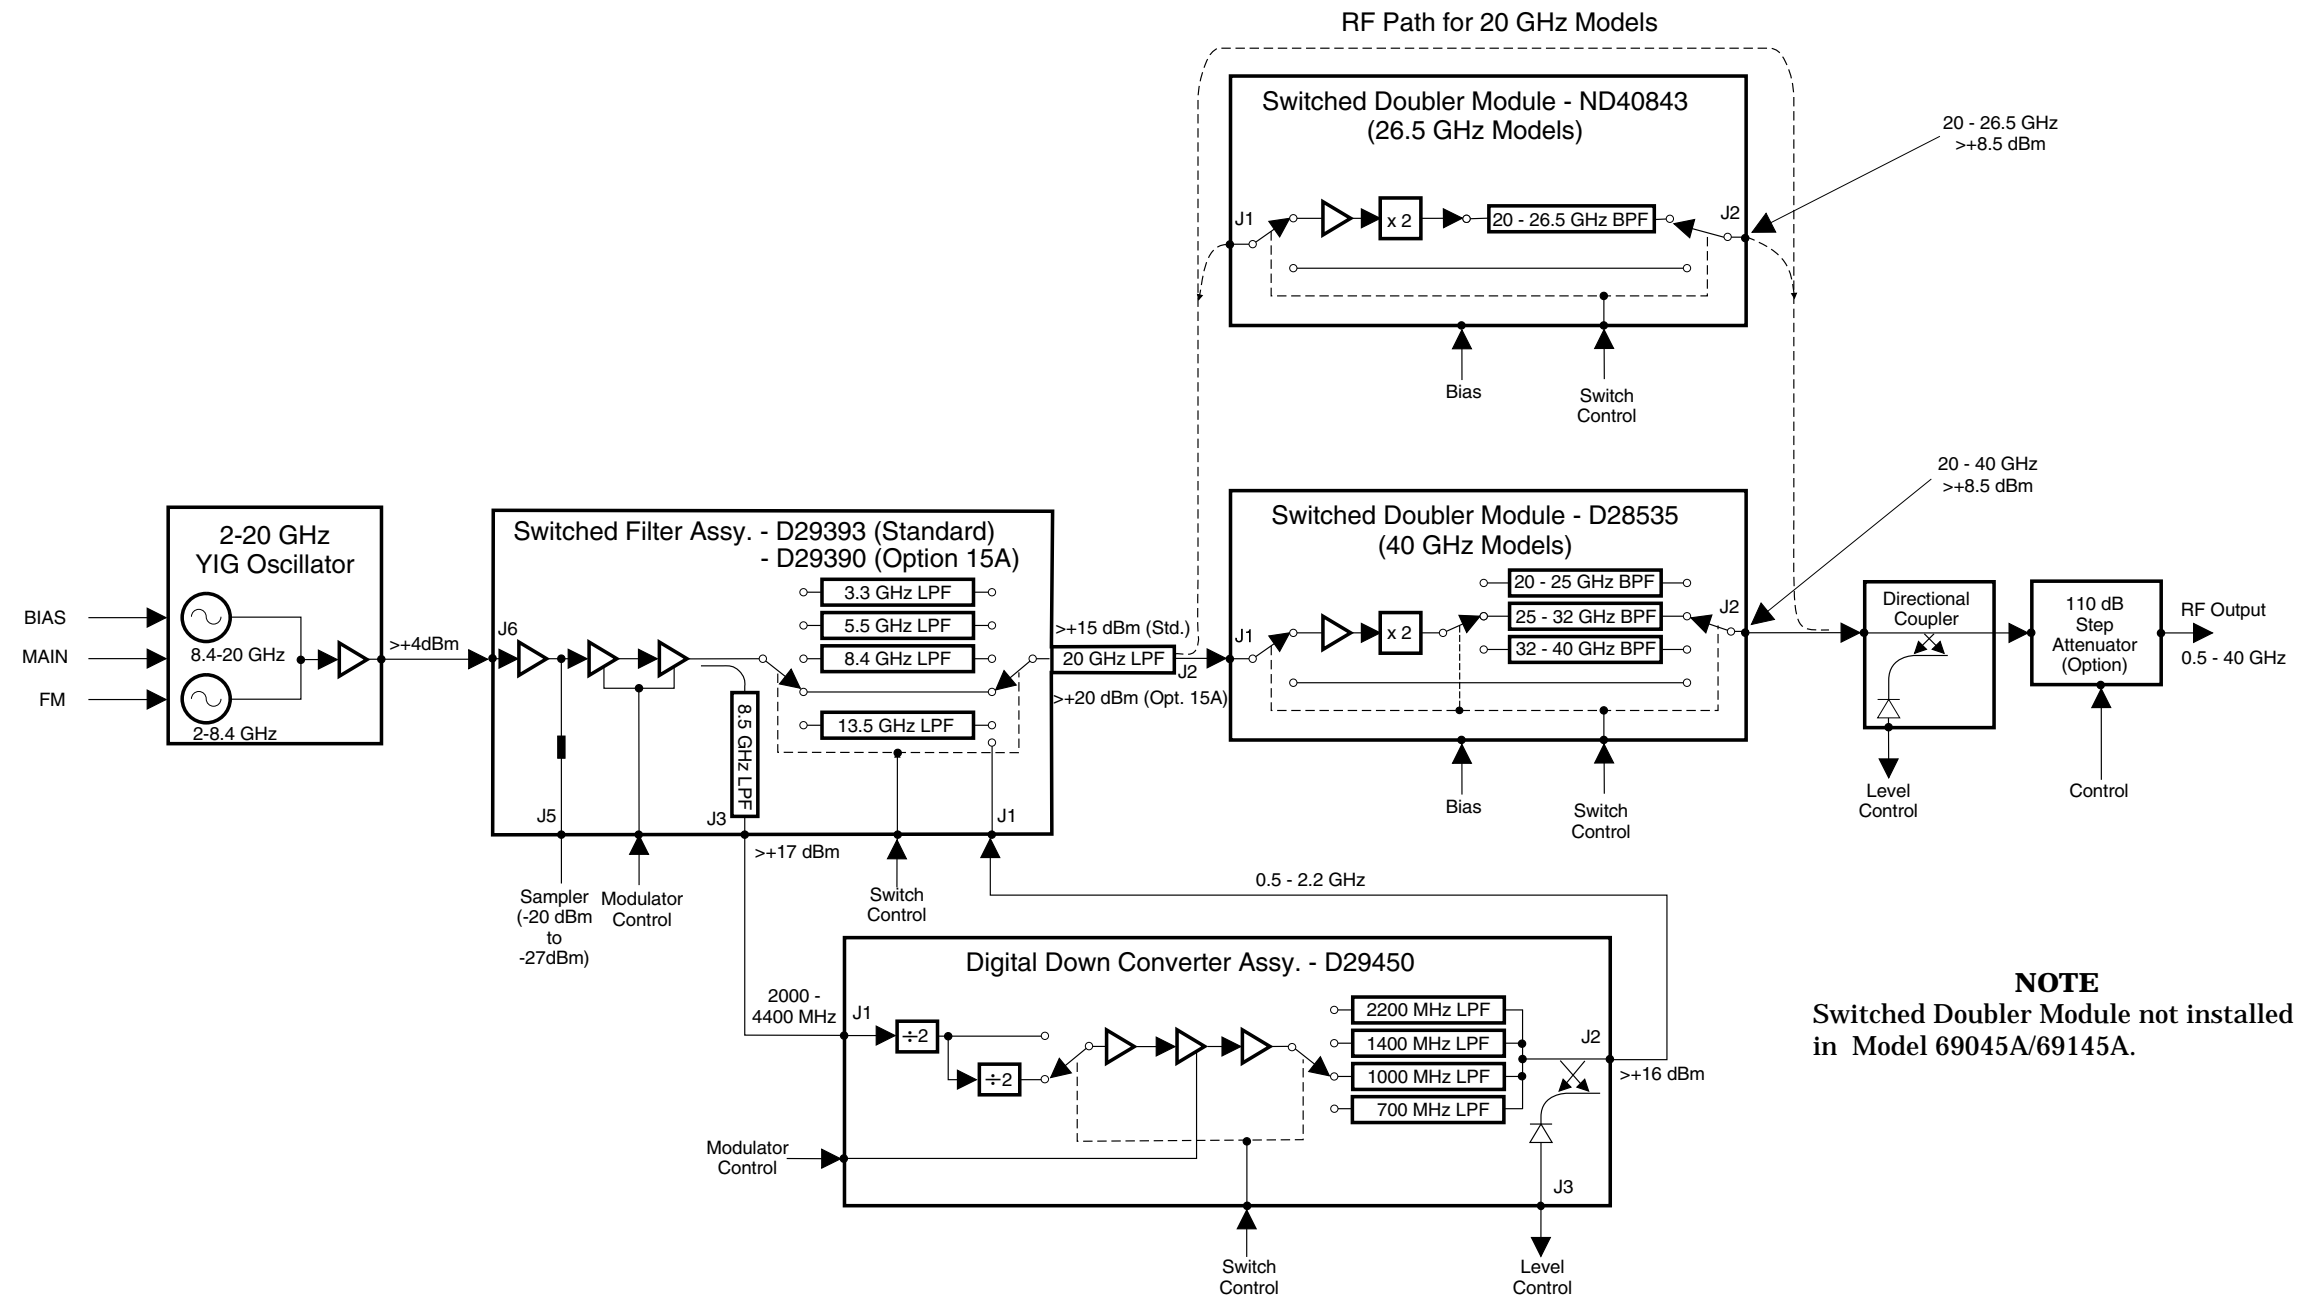 RF Path for 20 GHz Models
Switched Doubler Module - ND40843
(26.5 GHz Models)
20 - 26.5 GHz
>+8.5 dBm
J1
x 2
20 - 26.5 GHz BPF
J2
Bias
Switch
Control
20 - 40 GHz
>+8.5 dBm
2-20 GHz
YIG Oscillator
BIAS
MAIN
FM
8.4-20 GHz
2-8.4 GHz
>+4dBm
Switched Filter Assy. - D29393 (Standard)
- D29390 (Option 15A)
J6
3.3 GHz LPF
5.5 GHz LPF
8.4 GHz LPF
13.5 GHz LPF
8.5 GHz LPF
J5
J3
J1
>+15 dBm (Std.)
20 GHz LPF
J2
>+20 dBm (Opt. 15A)
Sampler
(-20 dBm
to
-27dBm)
Modulator
Control
>+17 dBm
Switch
Control
Switched Doubler Module - D28535
(40 GHz Models)
J1
x 2
20 - 25 GHz BPF
25 - 32 GHz BPF
32 - 40 GHz BPF
J2
Bias
Switch
Control
Directional
Coupler
Level
Control
110 dB
Step
Attenuator
(Option)
Control
RF Output
0.5 - 40 GHz
0.5 - 2.2 GHz
Digital Down Converter Assy. - D29450
2000 -
4400 MHz
J1
÷2
÷2
2200 MHz LPF
1400 MHz LPF
1000 MHz LPF
700 MHz LPF
J2
>+16 dBm
J3
Modulator
Control
Switch
Control
Level
Control
NOTE
Switched Doubler Module not installed
in Model 69045A/69145A.